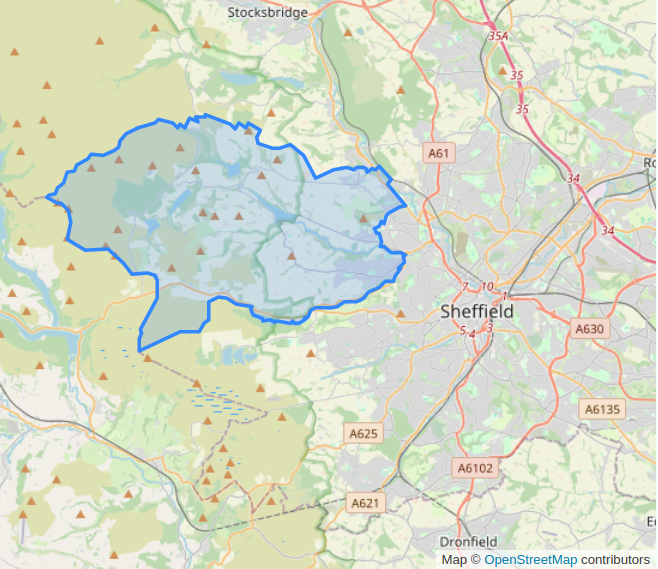 Stocksbridge
35A
35
35
A61
34
Ro
34
7
10
1
Sheffield
5
4
3
A630
A6135
A625
A6102
A621
Dronfield
Map © OpenStreetMap contributors